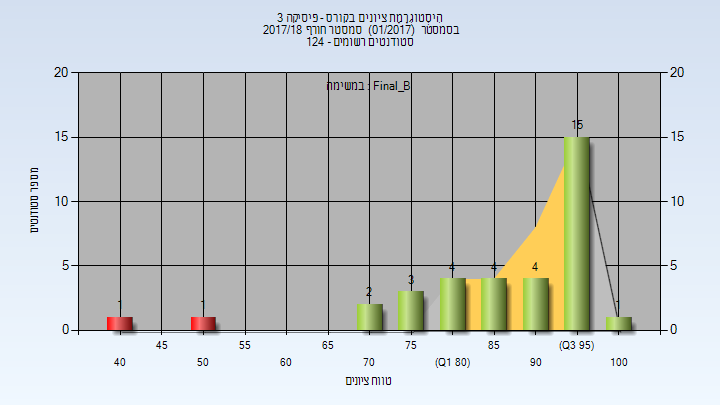 היסטוגרמת ציונים בקורס - פיסיקה 3
בסמסטר (01/2017) סמסטר חורף 2017/18
סטודנטים רשומים - 124
במשימה : Final_B
20 20
15 15
10 10
5 5
0 0
מספר סטודנטים
1 1 2 3 4 4 4 15 1
45 55 65 75 85 (Q3 95)
40 50 60 70 (Q1 80) 90 100
טווח ציונים